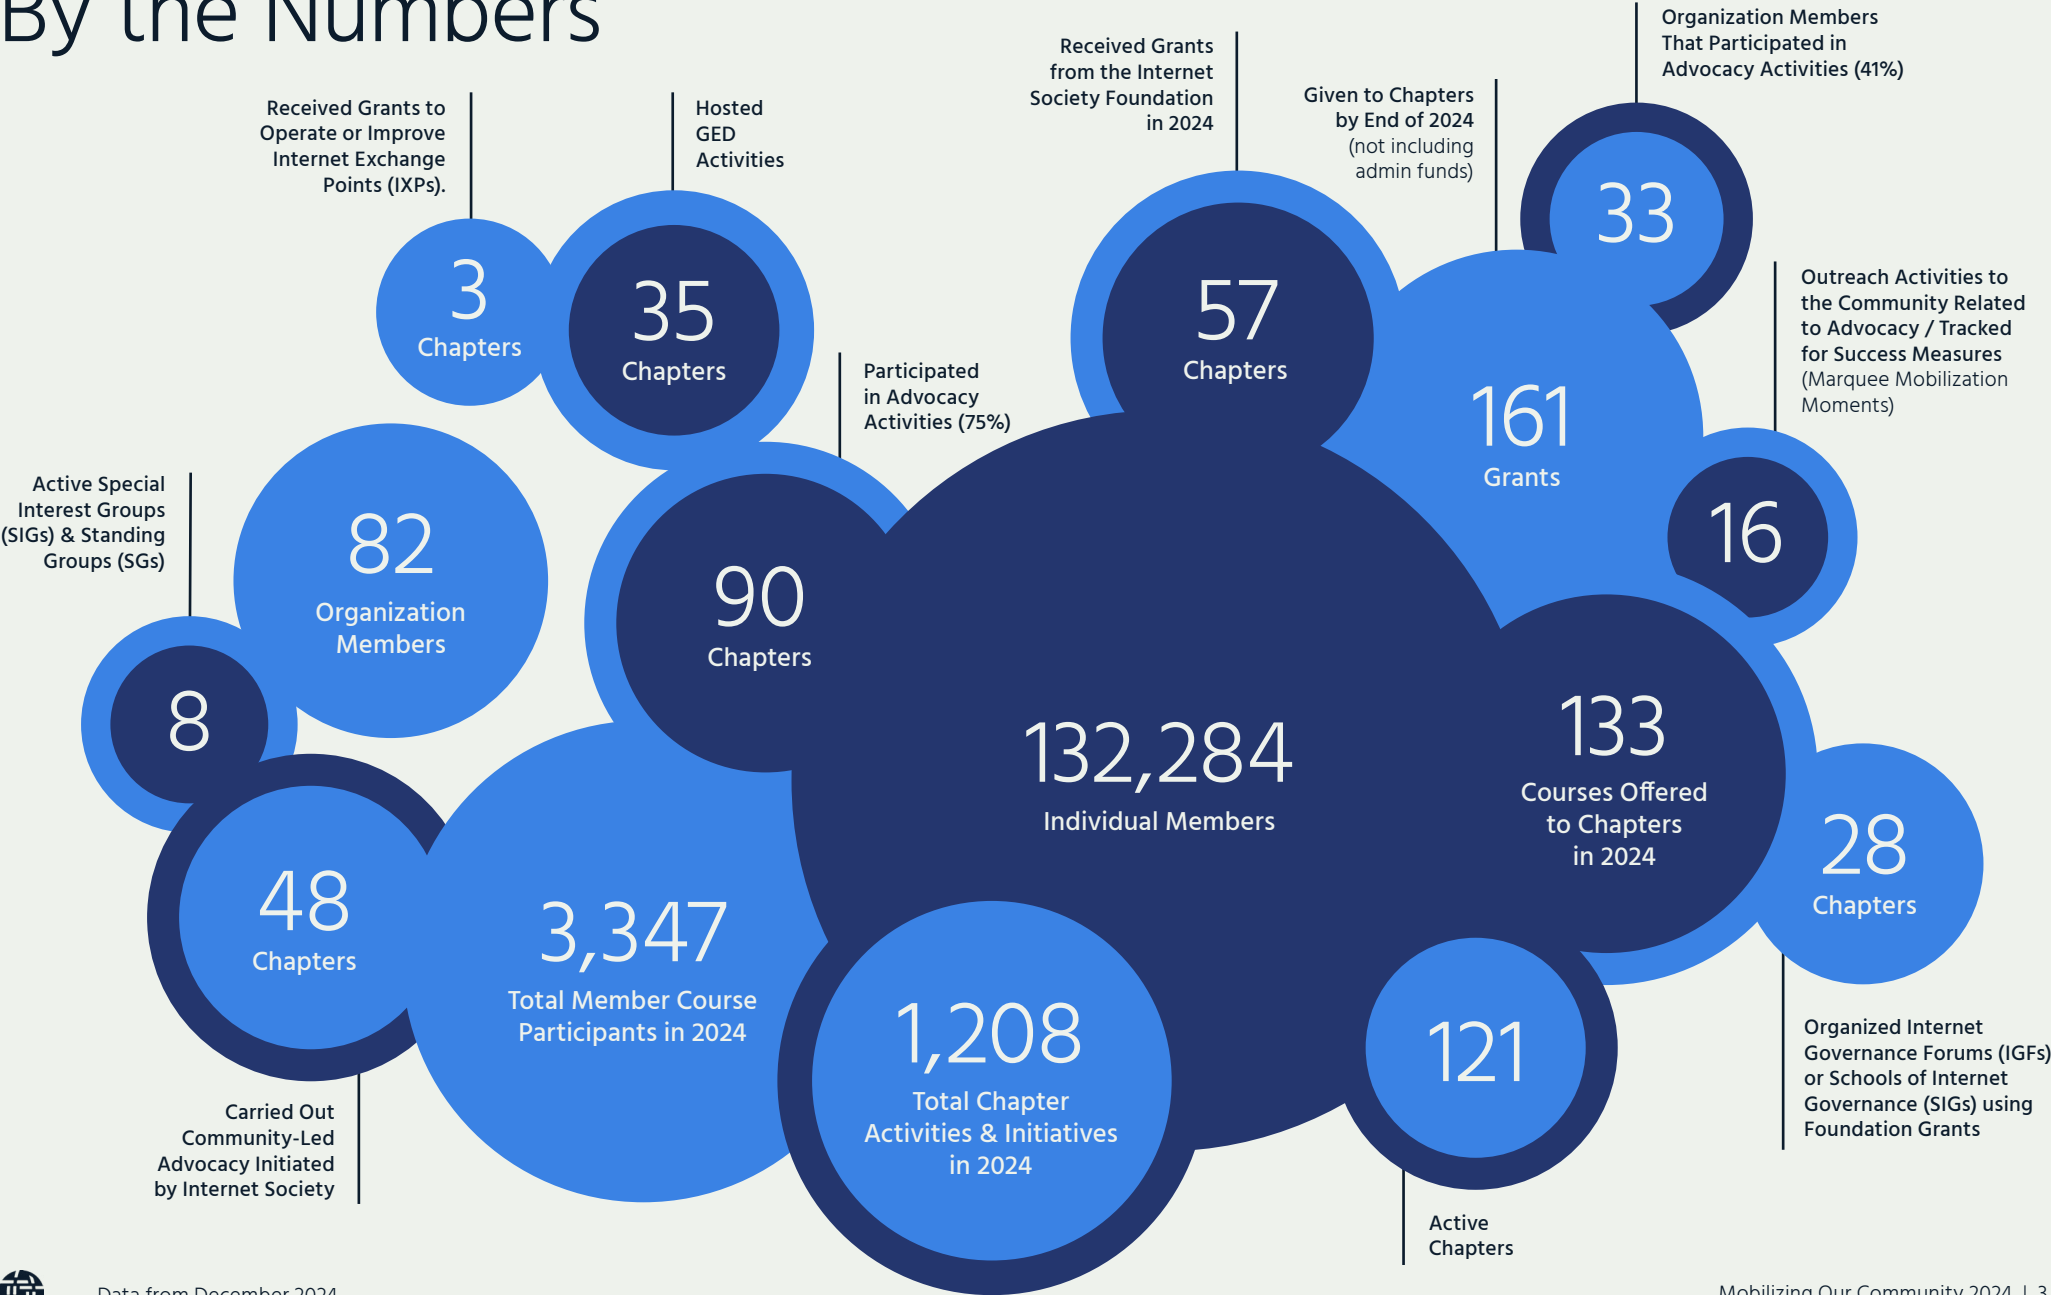 By the Numbers
Received Grants to
Operate or Improve
Internet Exchange
Points (IXPs).
3
Chapters
Hosted
GED
Activities
35
Chapters
Received Grants
from the Internet
Society Foundation
in 2024
57
Chapters
Given to Chapters
by End of 2024
(not including
admin funds)
161
Grants
Organization Members
That Participated in
Advocacy Activities (41%)
33
Outreach Activities to
the Community Related
to Advocacy / Tracked
for Success Measures
(Marquee Mobilization
Moments)
16
Participated
in Advocacy
Activities (75%)
90
Chapters
Active Special
Interest Groups
(SIGs) & Standing
Groups (SGs)
8
82
Organization
Members
132,284
Individual Members
133
Courses Offered
to Chapters
in 2024
28
Chapters
Organized Internet
Governance Forums (IGFs)
or Schools of Internet
Governance (SIGs) using
Foundation Grants
48
Chapters
Carried Out
Community-Led
Advocacy Initiated
by Internet Society
3,347
Total Member Course
Participants in 2024
1,208
Total Chapter
Activities & Initiatives
in 2024
121
Active
Chapters
Data from December 2024
Mobilizing Our Community 2024 | 3